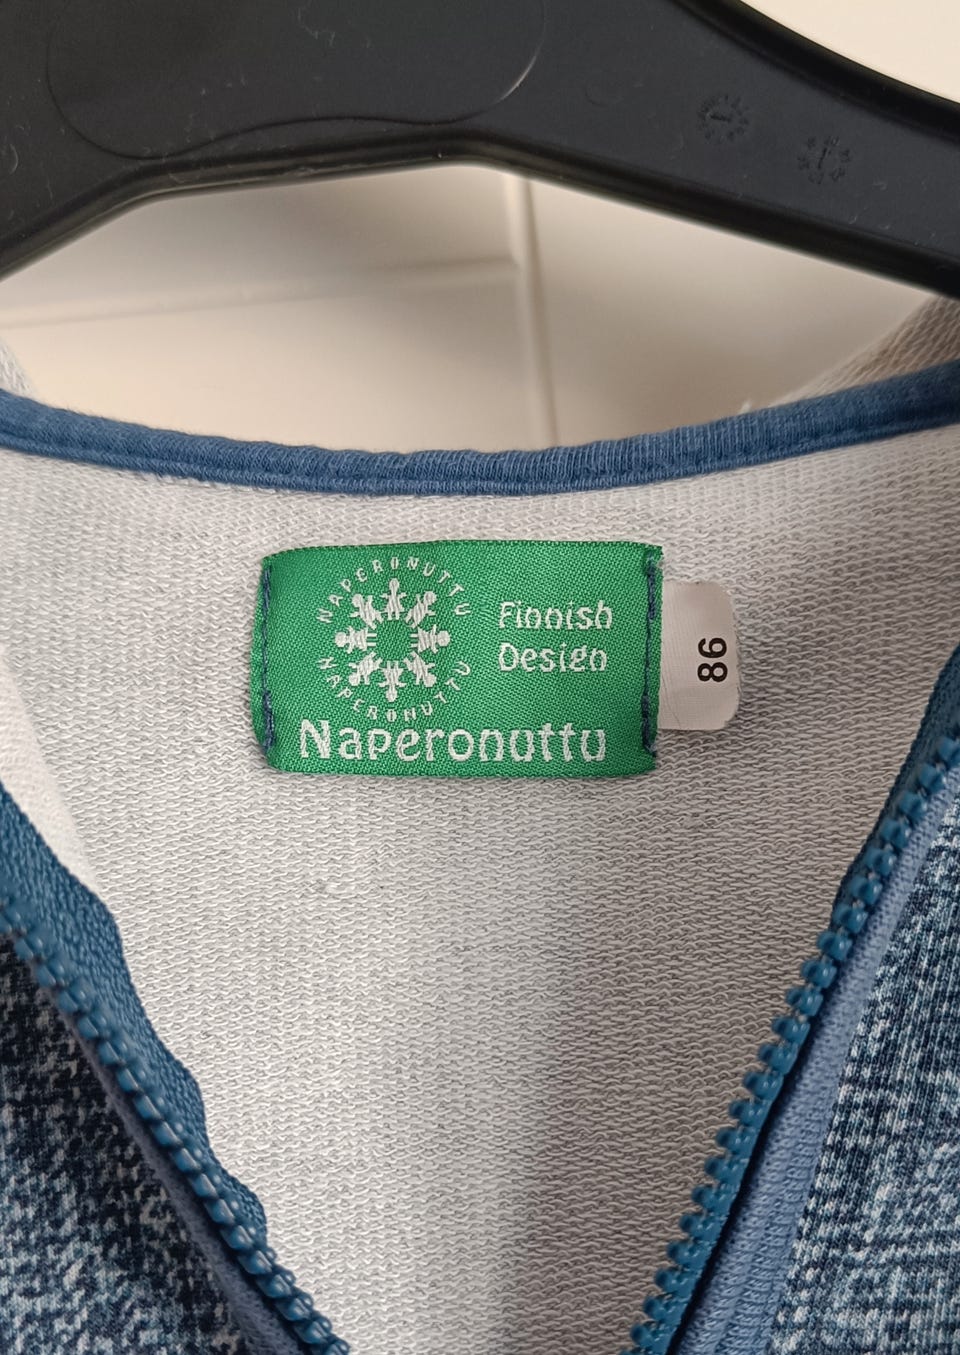 NAPERONUTTU
NAPERONUTTU
Finnish
Design
Naperonuttu
86